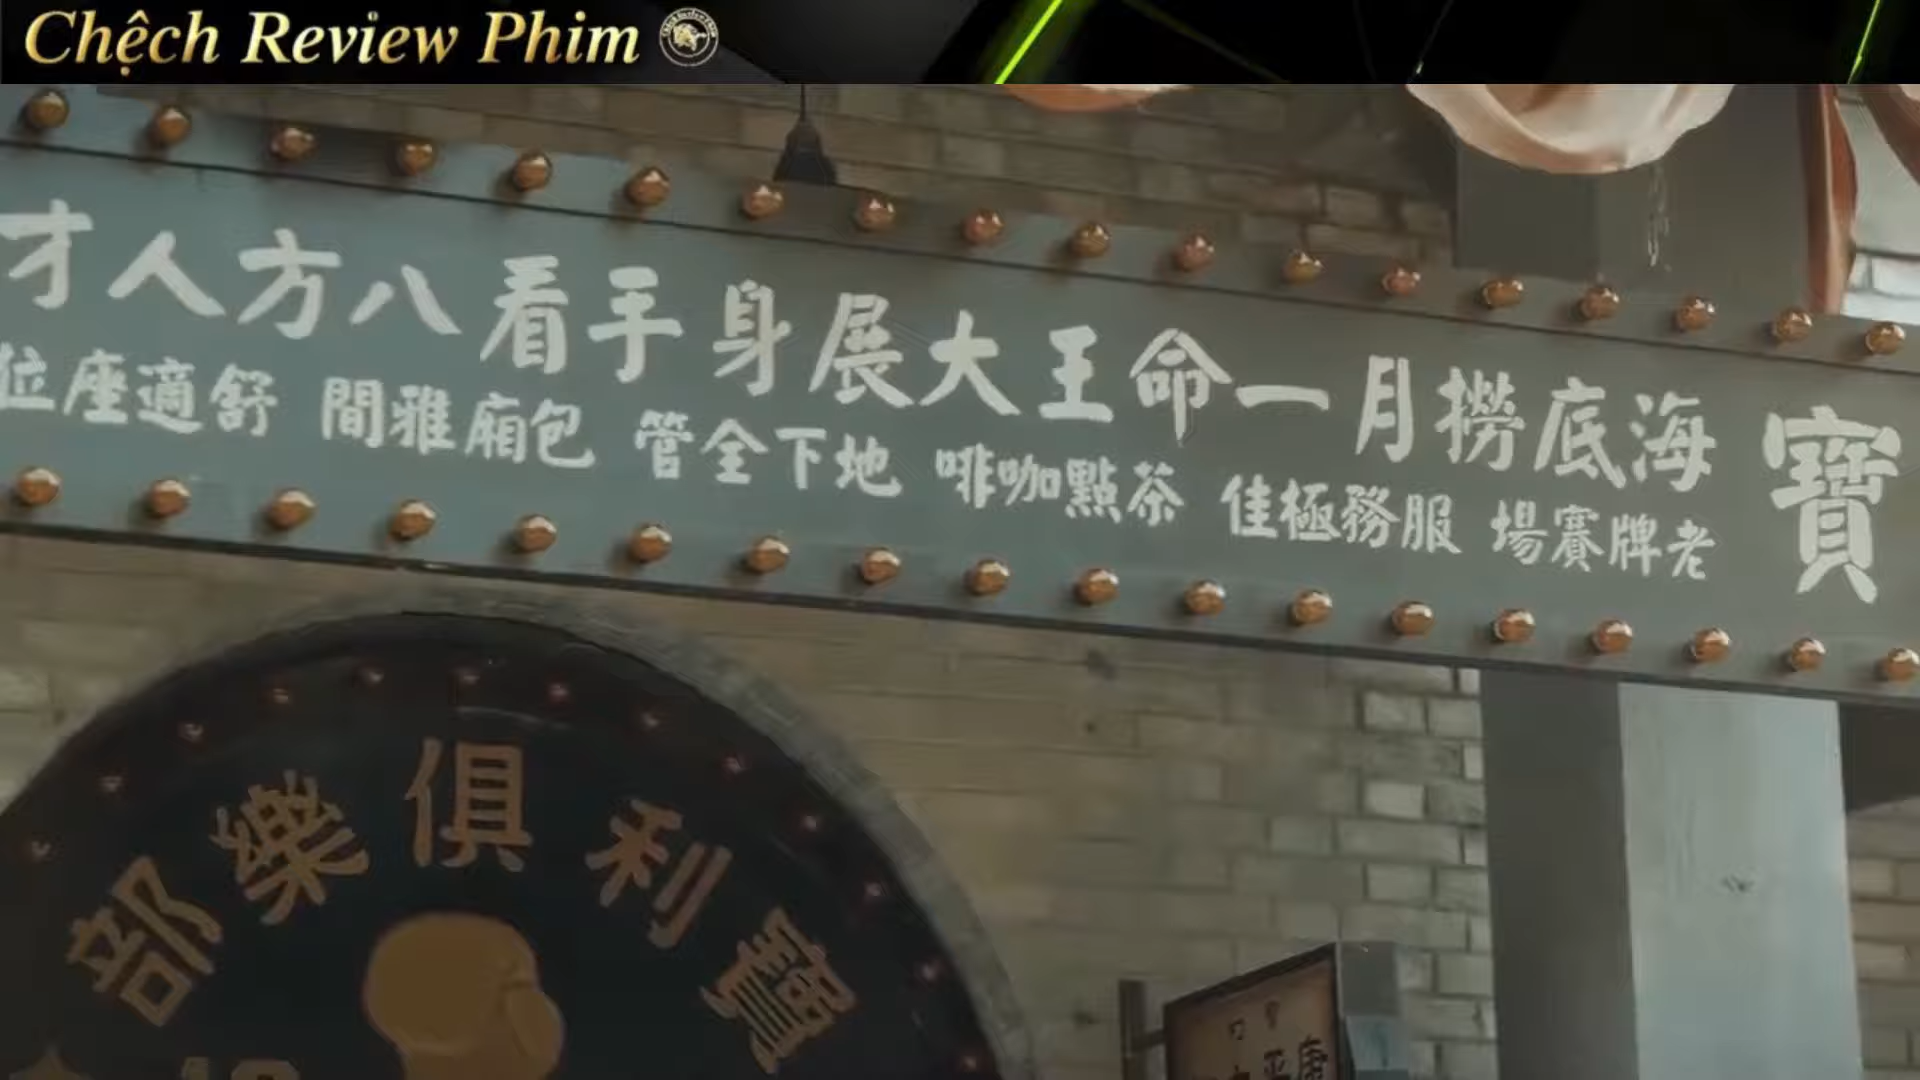 Chệch Review Phim
寶
海底撈月一命王大展身手看八方人才
老牌賽場 服務極佳 茶點咖啡 地下全管 包廂雅間 舒適座位
寶利俱樂部
唐平